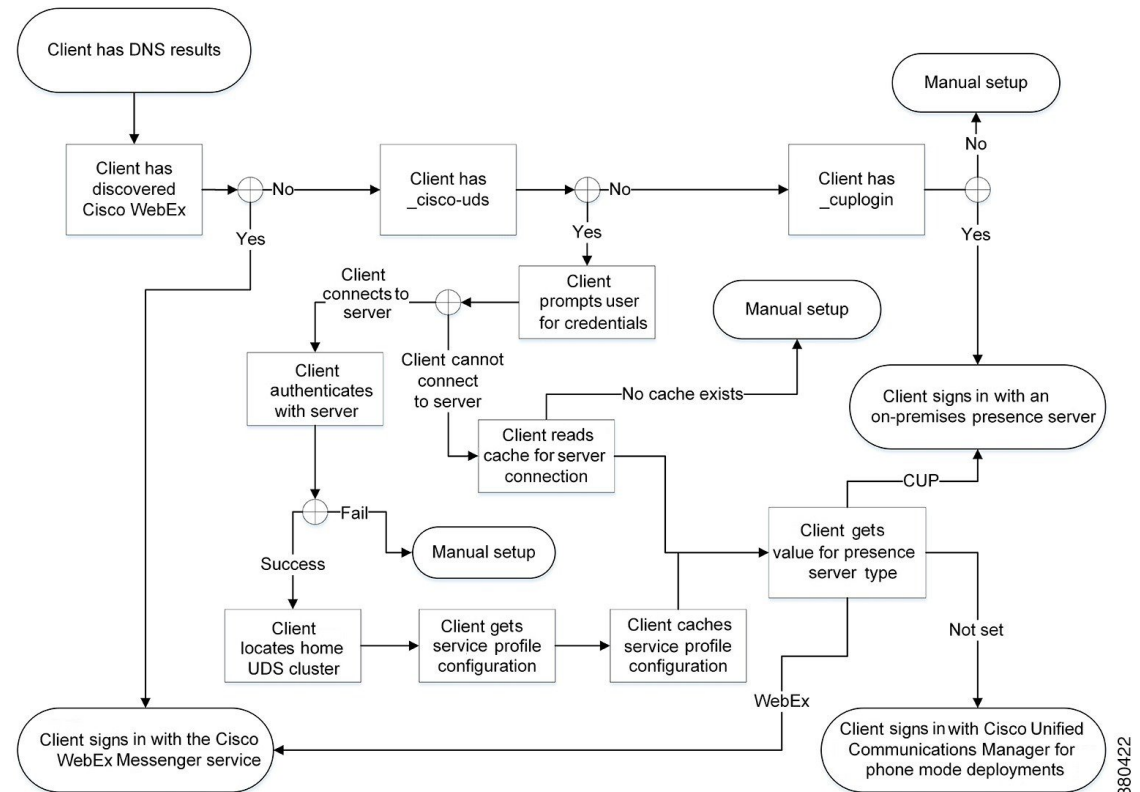 Client has DNS results
Manual setup
No
Client has
discovered
Cisco WebEx
No
Client has
_cisco-uds
No
Client has
_cuplogin
Yes
Yes
Yes
Client
connects to
server
Client
prompts user
for credentials
Manual setup
Client
authenticates
with server
Client cannot
connect
to server
No cache exists
Client signs in with an
on-premises presence server
Client reads
cache for server
connection
CUP
Fail
Manual setup
Client gets
value for presence
server type
Success
Client
locates home
UDS cluster
Client gets
service profile
configuration
Client caches
service profile
configuration
Not set
WebEx
Client signs in with the Cisco
WebEx Messenger service
Client signs in with Cisco Unified
Communications Manager for
phone mode deployments
380422